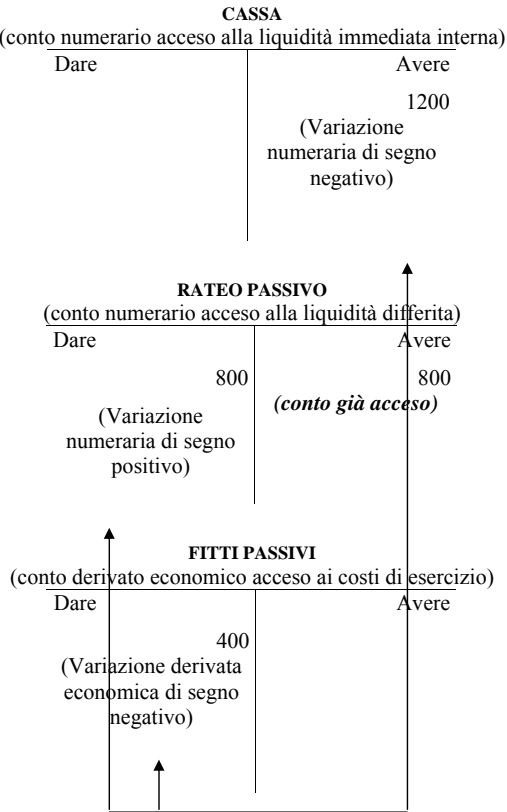 CASSA
(conto numerario acceso alla liquidità immediata interna)
Dare Avere
1200
(Variazione
numeraria di segno
negativo)
RATEO PASSIVO
(conto numerario acceso alla liquidità differita)
Dare Avere
800 800
(conto già acceso)
(Variazione
numeraria di segno
positivo)
FITTI PASSIVI
(conto derivato economico acceso ai costi di esercizio)
Dare Avere
400
(Variazione derivata
economica di segno
negativo)